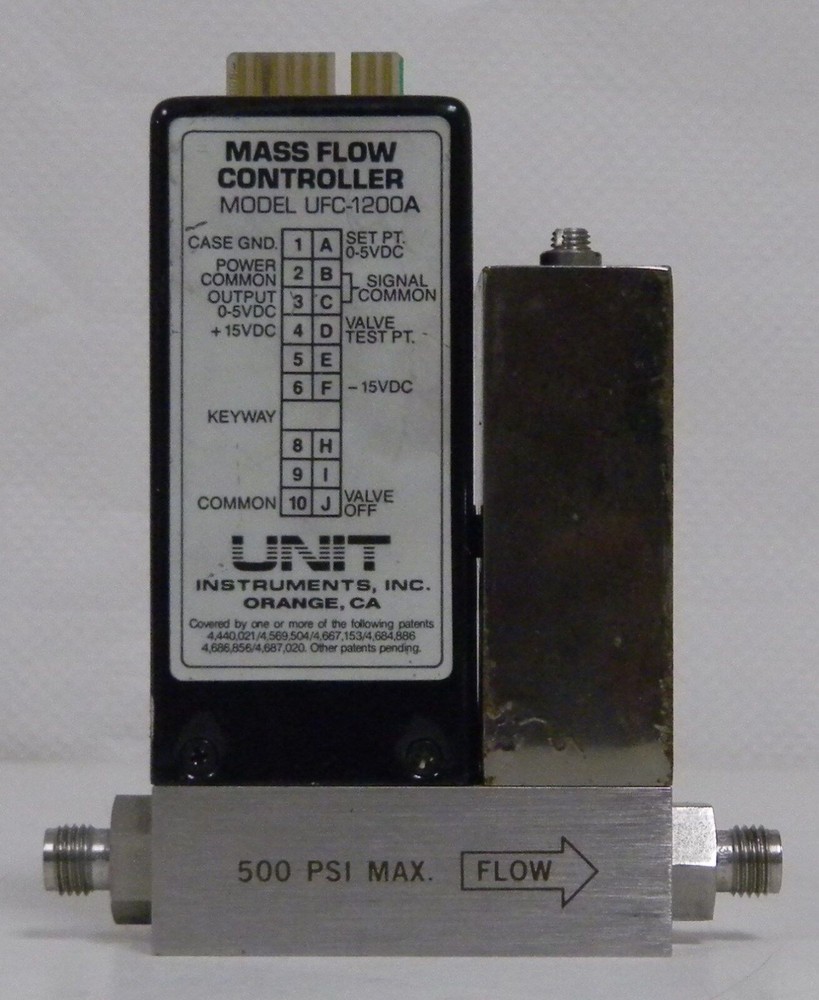 MASS FLOW
CONTROLLER
MODEL UFC-1200A
CASE GND. 1 A SET PT.
0-5VDC
POWER
COMMON 2 B SIGNAL
COMMON
OUTPUT
0-5VDC 3 C
+15VDC 4 D VALVE
TEST PT.
5 E
6 F -15VDC
KEYWAY
8 H
9 I
COMMON 10 J VALVE
OFF
UNIT
INSTRUMENTS, INC.
ORANGE, CA
Covered by one or more of the following patents
4,440,021/4,569,504/4,667,153/4,684,886
4,686,856/4,687,020. Other patents pending.
500 PSI MAX. FLOW